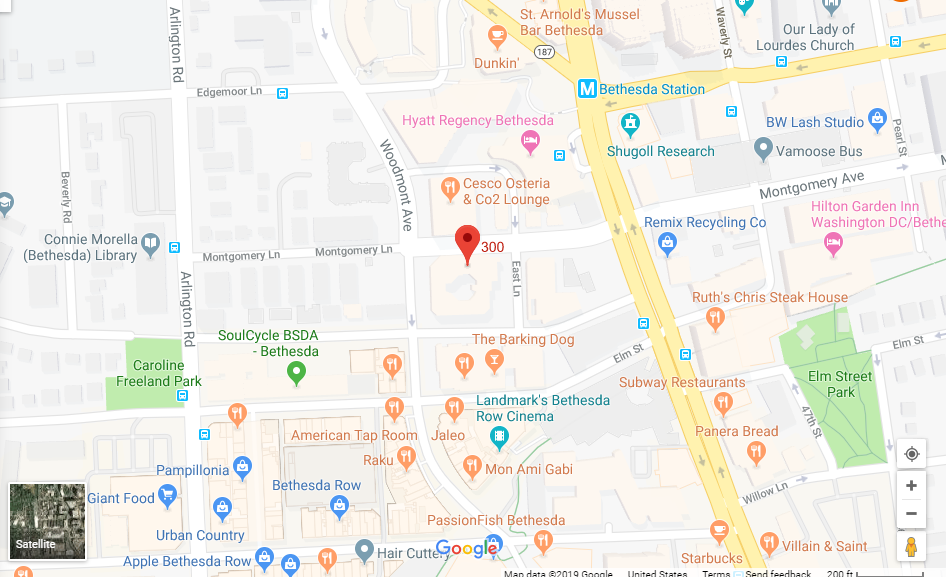 Arlington Rd
St. Arnold's Mussel
Bar Bethesda
Our Lady of
Lourdes Church
Waverly St
Dunkin'
187
Edgemoor Ln
M
Bethesda Station
Hyatt Regency Bethesda
BW Lash Studio
Pearl St
Shugoll Research
Vamoose Bus
Woodmont Ave
Beverly Rd
Cesco Osteria
& Co2 Lounge
Montgomery Ave
Hilton Garden Inn
Washington DC/Bethe
Remix Recycling Co
Connie Morella
(Bethesda) Library
300
Montgomery Ln
Montgomery Ln
East Ln
Arlington Rd
Ruth's Chris Steak House
SoulCycle BSDA
- Bethesda
The Barking Dog
Elm St
Elm St
Caroline
Freeland Park
Elm Street
Park
Subway Restaurants
Landmark's Bethesda
Row Cinema
47th St
American Tap Room
Jaleo
Panera Bread
Raku
Mon Ami Gabi
Pampillonia
Giant Food
Bethesda Row
Willow Ln
Urban Country
PassionFish Bethesda
Satellite
Apple Bethesda Row
Hair Cuttery
Google
Starbucks
Villain & Saint
Map data ©2019 Google
United States
Terms
Send feedback
200 ft